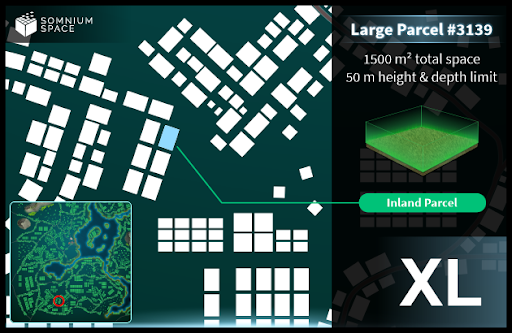 SOMNIUM
SPACE
Large Parcel #3139
1500 m² total space
50 m height & depth limit
Inland Parcel
XL